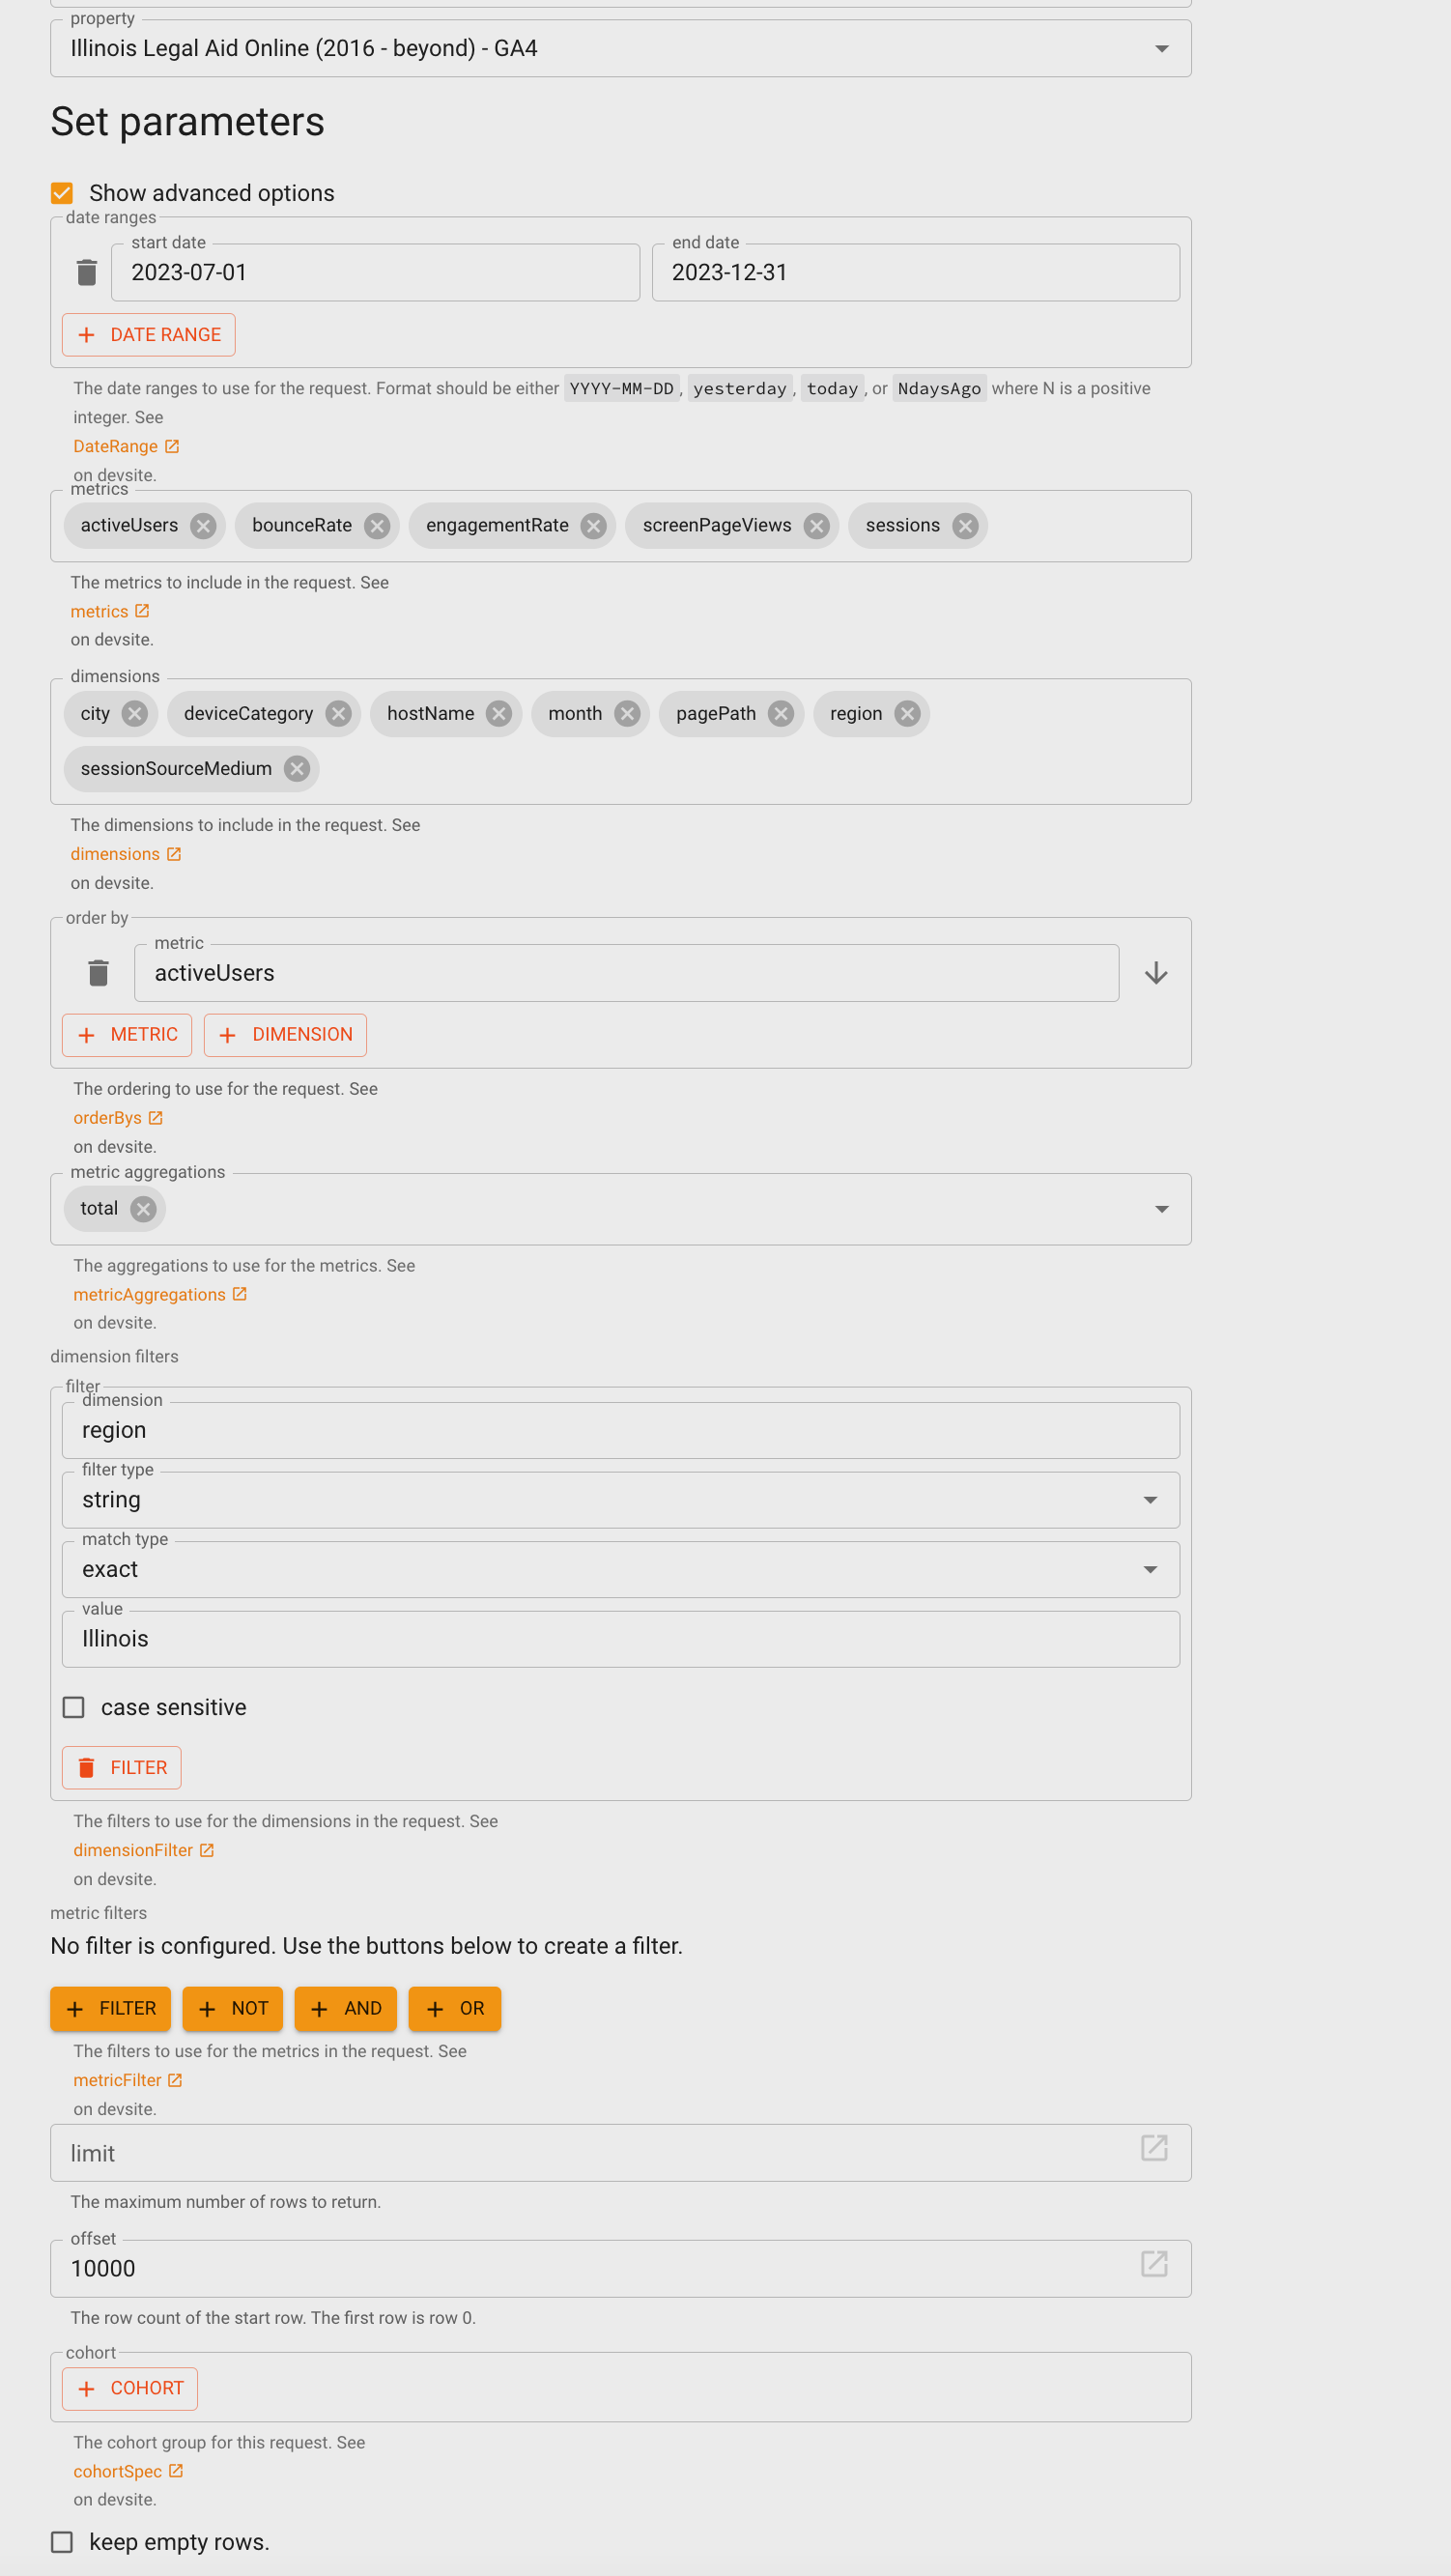 property
Illinois Legal Aid Online (2016 - beyond) - GA4
Set parameters
Show advanced options
date ranges
start date
2023-07-01
end date
2023-12-31
DATE RANGE
The date ranges to use for the request. Format should be either YYYY-MM-DD, yesterday, today, or NdaysAgo where N is a positive
integer. See
DateRange
on devsite.
metrics
activeUsers bounceRate engagementRate screenPageViews sessions
The metrics to include in the request. See
metrics
on devsite.
dimensions
city deviceCategory hostName month pagePath region
sessionSourceMedium
The dimensions to include in the request. See
dimensions
on devsite.
order by
metric
activeUsers
METRIC DIMENSION
The ordering to use for the request. See
orderBys
on devsite.
metric aggregations
total
The aggregations to use for the metrics. See
metricAggregations
on devsite.
dimension filters
filter
dimension
region
filter type
string
match type
exact
value
Illinois
case sensitive
FILTER
The filters to use for the dimensions in the request. See
dimensionFilter
on devsite.
metric filters
No filter is configured. Use the buttons below to create a filter.
+ FILTER + NOT + AND + OR
The filters to use for the metrics in the request. See
metricFilter
on devsite.
limit
The maximum number of rows to return.
offset
10000
The row count of the start row. The first row is row 0.
cohort
+ COHORT
The cohort group for this request. See
cohortSpec
on devsite.
keep empty rows.